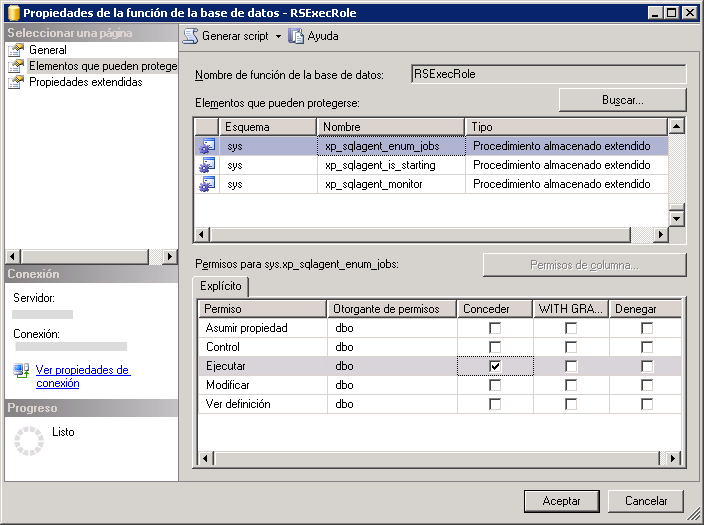 Propiedades de la función de la base de datos - RSExecRole
Seleccionar una página
General
Elementos que pueden protege
Propiedades extendidas
Generar script
Ayuda
Nombre de función de la base de datos:
RSExecRole
Elementos que pueden protegerse:
Buscar...
Esquema Nombre Tipo
sys xp_sqlagent_enum_jobs Procedimiento almacenado extendido
sys xp_sqlagent_is_starting Procedimiento almacenado extendido
sys xp_sqlagent_monitor Procedimiento almacenado extendido
Permisos para sys.xp_sqlagent_enum_jobs:
Permisos de columna...
Explícito
Permiso Otorgante de permisos Conceder WITH GRA... Denegar
Asumir propiedad dbo
Control dbo
Ejecutar dbo
Modificar dbo
Ver definición dbo
Conexión
Servidor:
Conexión:
Ver propiedades de
conexión
Progreso
Listo
Aceptar
Cancelar